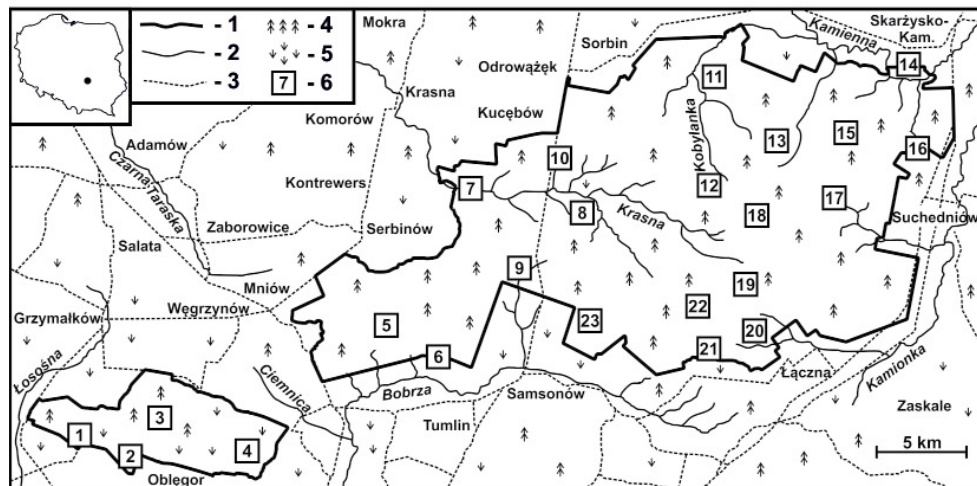 - 1
- 2
- 3
- 4
- 5
7 - 6
Mokra
Kamienna
Skarżysko-
Kam.
Sorbin
Odrowążek
Krasna
Kucębów
Komorów
Adamów
Czarna-Taraska
Kontrewers
Kobylanka
Krasna
Suchedniów
Salata
Zaborowice
Serbinów
Mniów
Węgrzynów
Grzymałków
Łosośna
Ciemnica
Bobrza
Samsonów
Łączna
Kamionka
Zaskale
Tumlin
Oblęgor
5 km
1
2
3
4
5
6
7
8
9
10
11
12
13
14
15
16
17
18
19
20
21
22
23